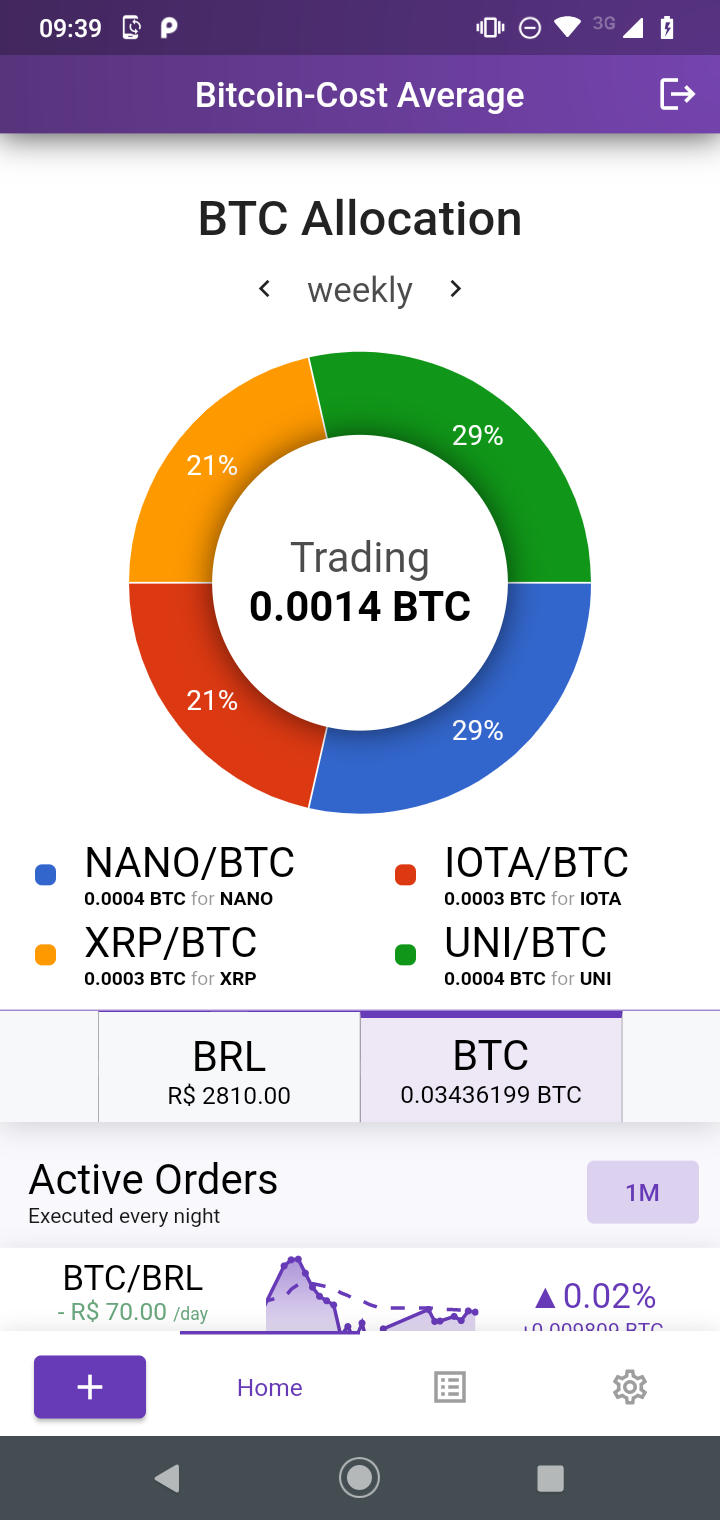 09:39
3G
Bitcoin-Cost Average
BTC Allocation
weekly
29%
21%
Trading
0.0014 BTC
21%
29%
NANO/BTC
0.0004 BTC for NANO
IOTA/BTC
0.0003 BTC for IOTA
XRP/BTC
0.0003 BTC for XRP
UNI/BTC
0.0004 BTC for UNI
BRL
R$ 2810.00
BTC
0.03436199 BTC
Active Orders
Executed every night
1M
BTC/BRL
- R$ 70.00 /day
▲0.02%
+0.009809 BTC
Home